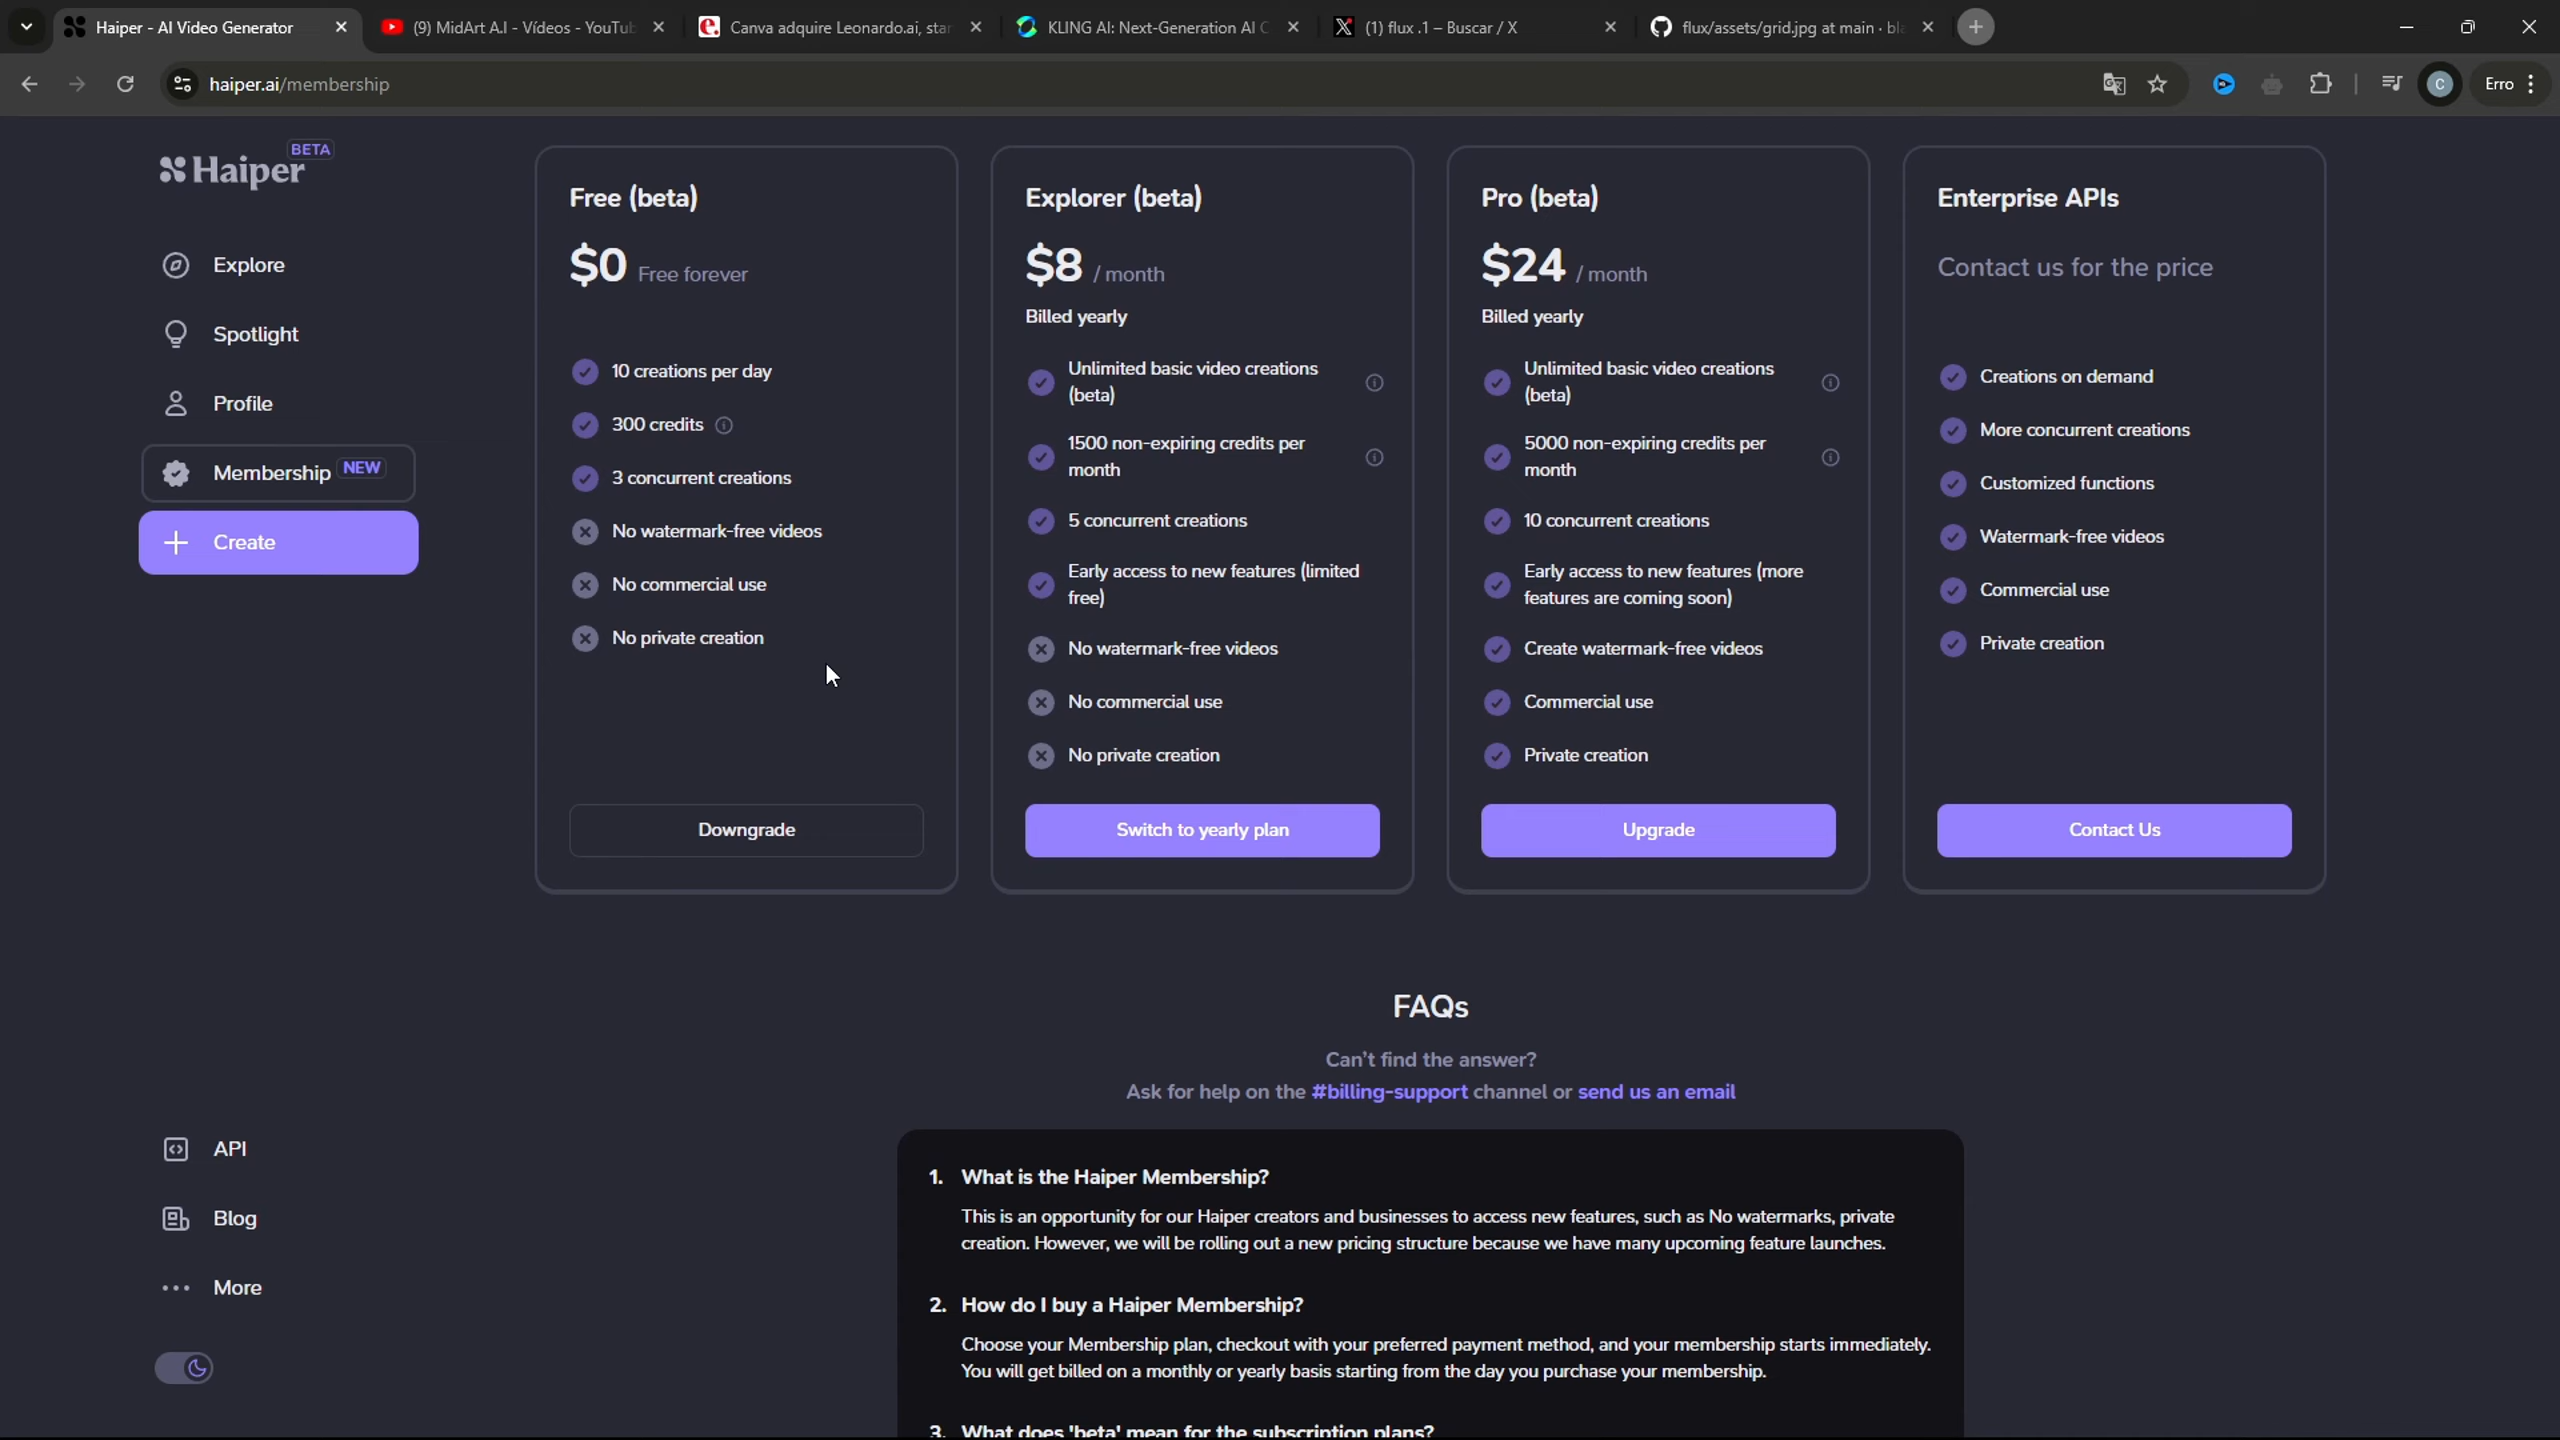 Haiper - AI Video Generator
(9) MidArt A.I - Vídeos - YouTub
Canva adquire Leonardo.ai, star
KLING AI: Next-Generation AI C
(1) flux .1 – Buscar / X
flux/assets/grid.jpg at main · bla
haiper.ai/membership
C
Erro
Haiper
BETA
Explore
Spotlight
Profile
Membership NEW
Create
API
Blog
More
Free (beta)
$0 Free forever
10 creations per day
300 credits
3 concurrent creations
No watermark-free videos
No commercial use
No private creation
Downgrade
Explorer (beta)
$8 / month
Billed yearly
Unlimited basic video creations
(beta)
1500 non-expiring credits per
month
5 concurrent creations
Early access to new features (limited
free)
No watermark-free videos
No commercial use
No private creation
Switch to yearly plan
Pro (beta)
$24 / month
Billed yearly
Unlimited basic video creations
(beta)
5000 non-expiring credits per
month
10 concurrent creations
Early access to new features (more
features are coming soon)
Create watermark-free videos
Commercial use
Private creation
Upgrade
Enterprise APIs
Contact us for the price
Creations on demand
More concurrent creations
Customized functions
Watermark-free videos
Commercial use
Private creation
Contact Us
FAQs
Can't find the answer?
Ask for help on the #billing-support channel or send us an email
1. What is the Haiper Membership?
This is an opportunity for our Haiper creators and businesses to access new features, such as No watermarks, private
creation. However, we will be rolling out a new pricing structure because we have many upcoming feature launches.
2. How do I buy a Haiper Membership?
Choose your Membership plan, checkout with your preferred payment method, and your membership starts immediately.
You will get billed on a monthly or yearly basis starting from the day you purchase your membership.
3. What does 'beta' mean for the subscription plans?